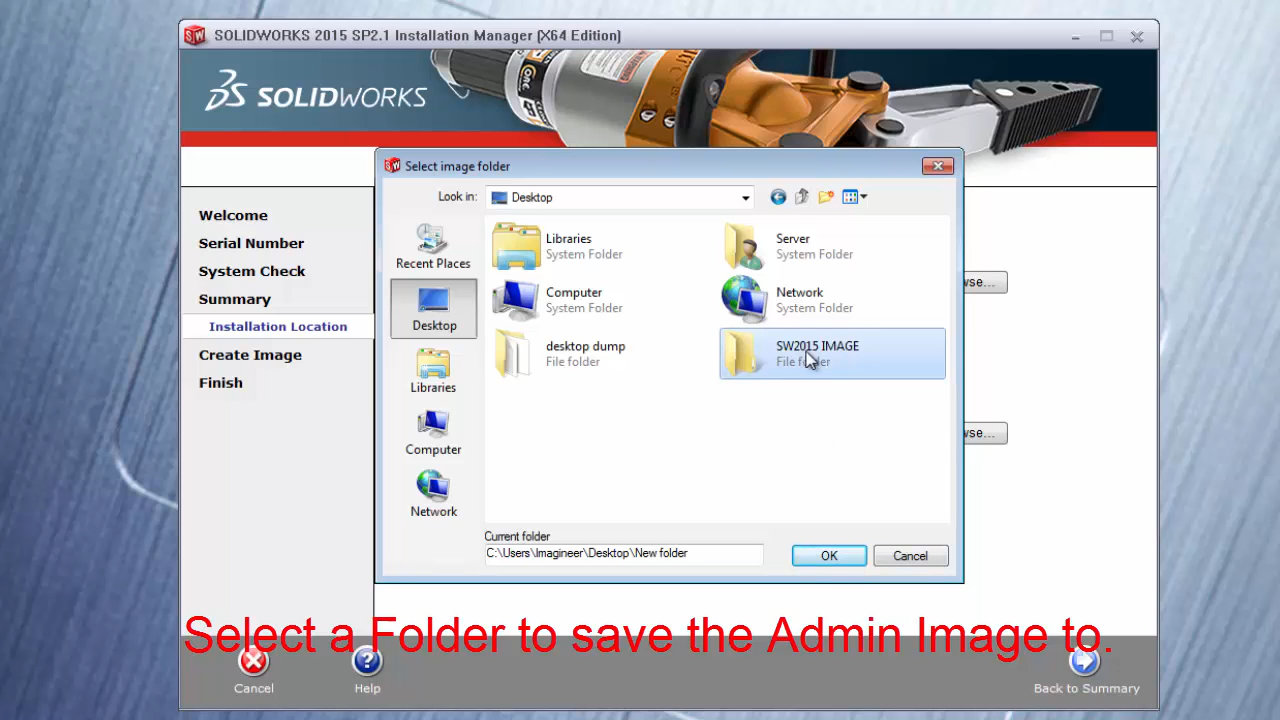 SOLIDWORKS 2015 SP2.1 Installation Manager (X64 Edition)
SOLIDWORKS
Select image folder
Look in:
Desktop
Welcome
Serial Number
System Check
Summary
Installation Location
Create Image
Finish
Recent Places
Desktop
Libraries
Computer
Network
Libraries
System Folder
Server
System Folder
Computer
System Folder
Network
System Folder
desktop dump
File folder
SW2015 IMAGE
File folder
Current folder
C:\Users\Imagineer\Desktop\New folder
OK
Cancel
Select a Folder to save the Admin Image to.
Cancel
Help
Back to Summary